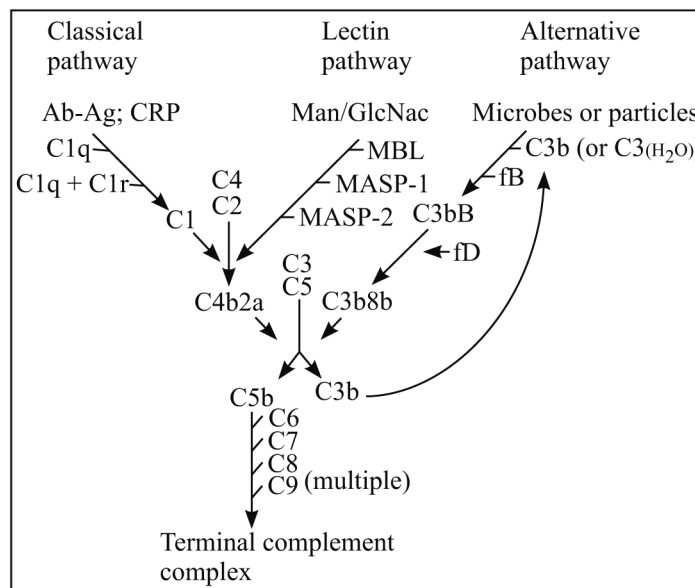 Classical
pathway
Lectin
pathway
Alternative
pathway
Ab-Ag; CRP
Man/GlcNac
Microbes or particles
C1q
C1q + C1r
C1
C4
C2
MBL
MASP-1
MASP-2
C3b (or C3(H₂O)
fB
C3bB
fD
C4b2a
C3
C5
C3b8b
C5b
C3b
C6
C7
C8
C9 (multiple)
Terminal complement
complex